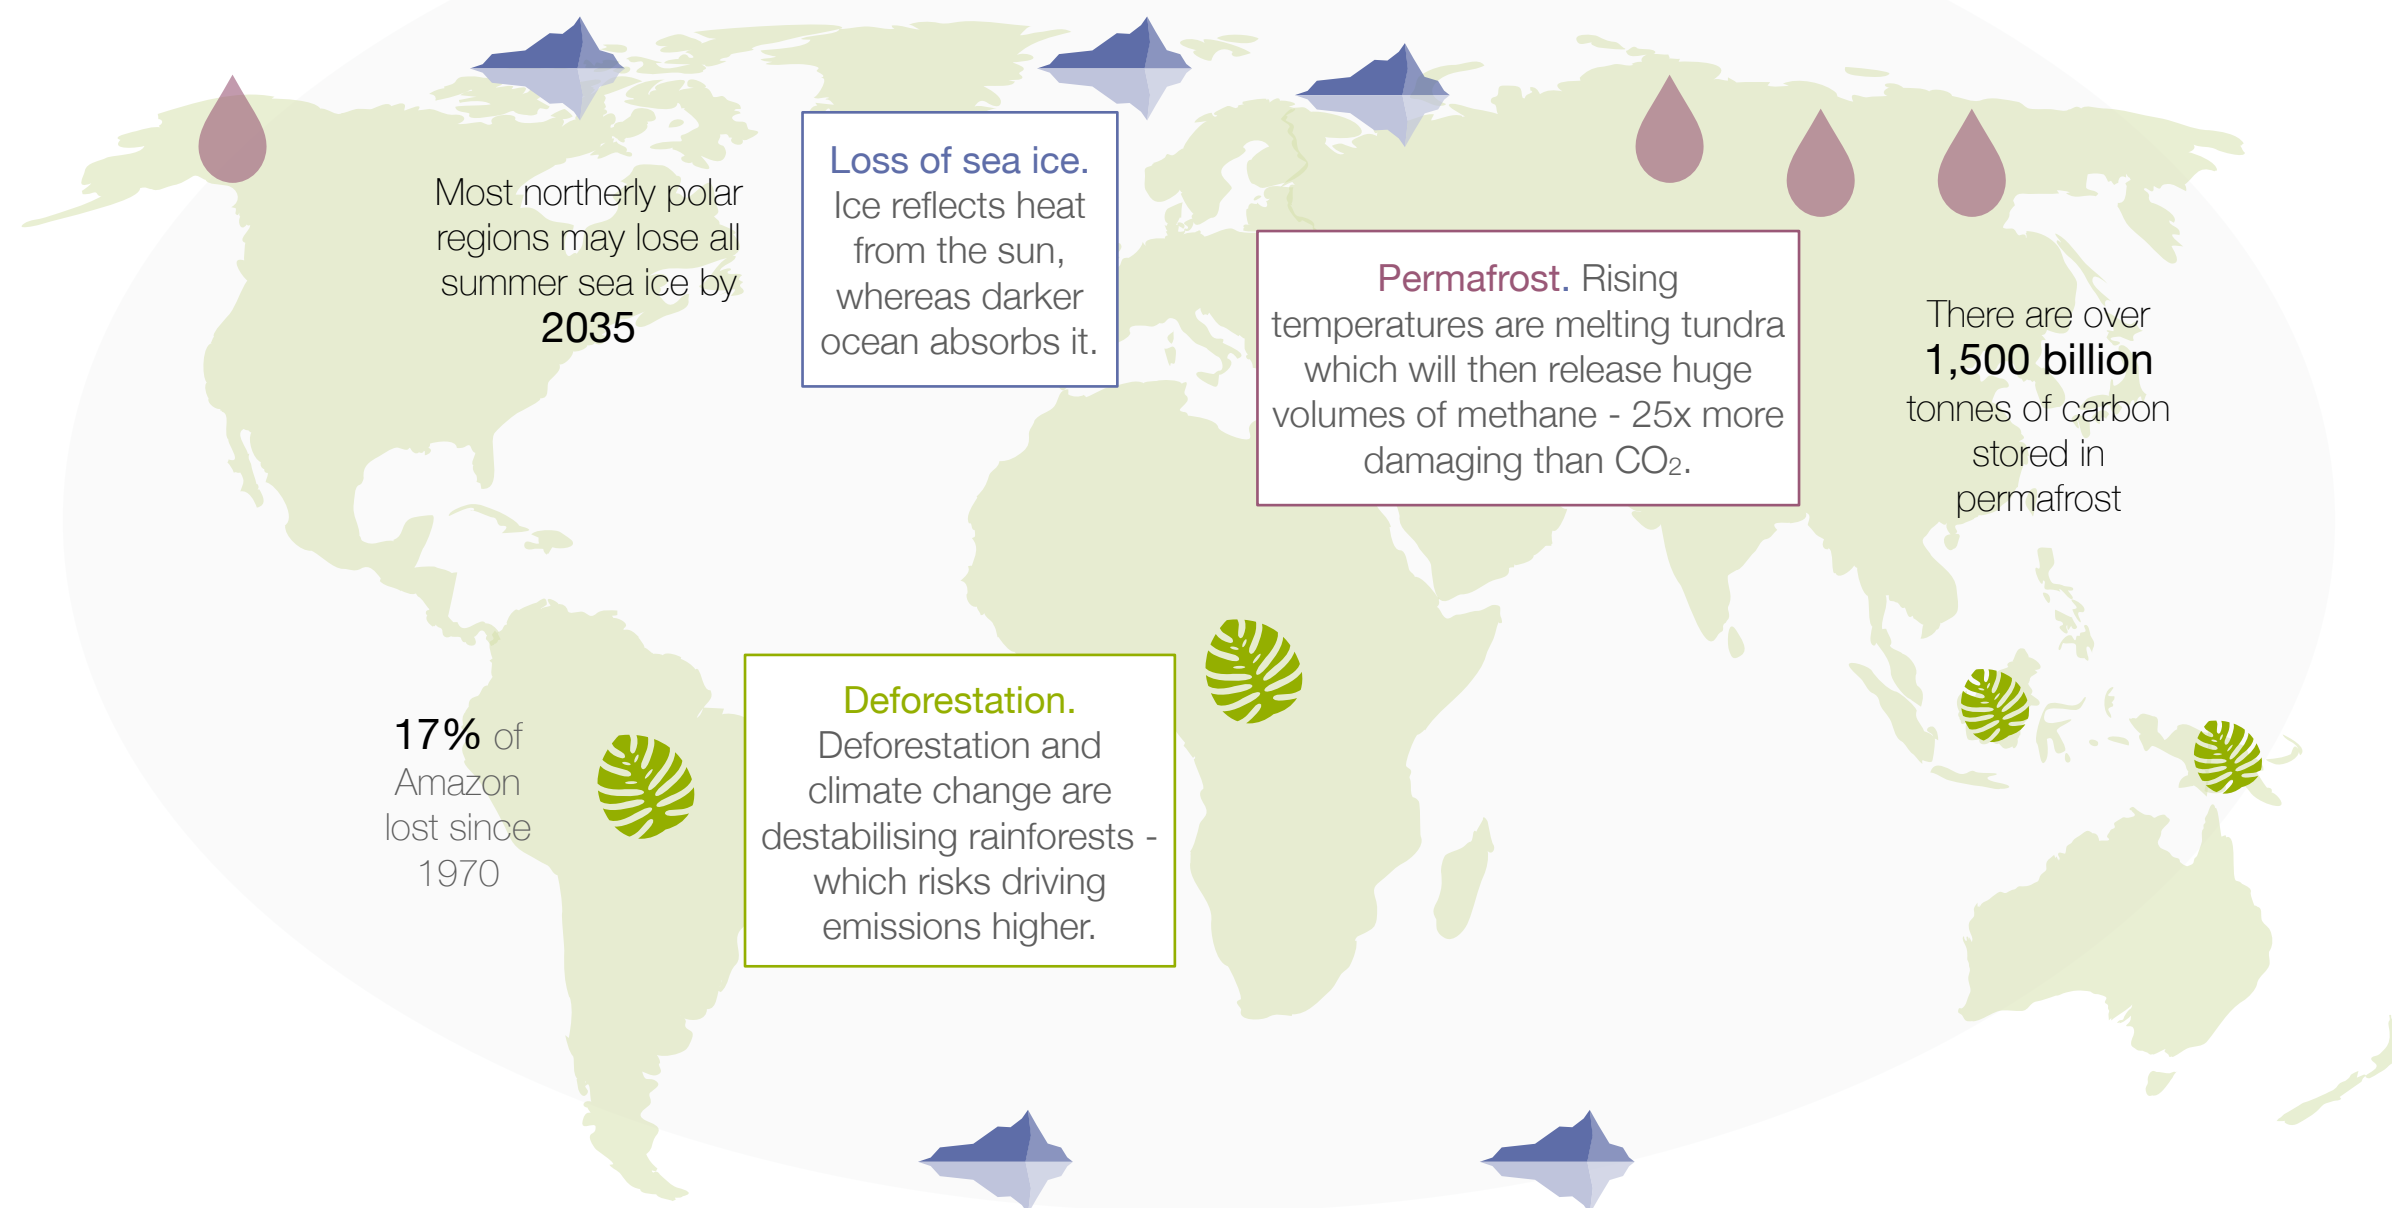 Most northerly polar
regions may lose all
summer sea ice by
2035
Loss of sea ice.
Ice reflects heat
from the sun,
whereas darker
ocean absorbs it.
Permafrost. Rising
temperatures are melting tundra
which will then release huge
volumes of methane - 25x more
damaging than CO₂.
There are over
1,500 billion
tonnes of carbon
stored in
permafrost
17% of
Amazon
lost since
1970
Deforestation.
Deforestation and
climate change are
destabilising rainforests -
which risks driving
emissions higher.